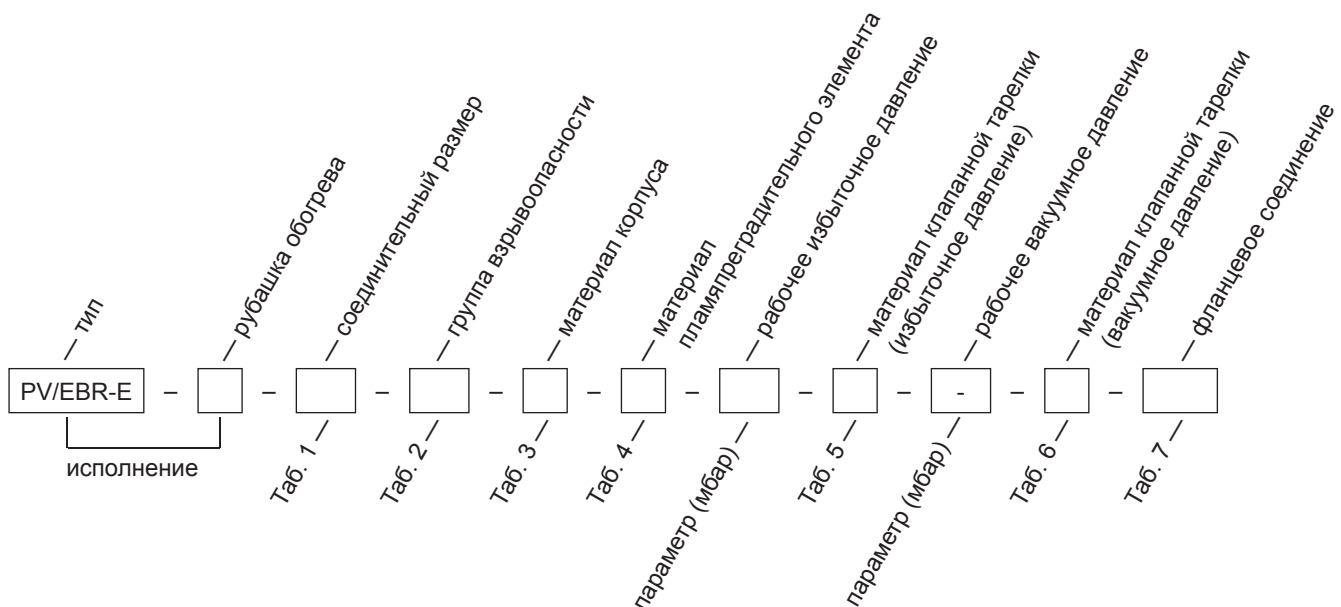 тип
рубашка обогрева
соединительный размер
группа взрывоопасности
материал корпуса
материал
пламяпреградительного элемента
рабочее избыточное давление
материал клапанной тарелки
(избыточное давление)
рабочее вакуумное давление
материал клапанной тарелки
(вакуумное давление)
фланцевое соединение
PV/EBR-E – – – – – – – – - – –
исполнение
Таб. 1
Таб. 2
Таб. 3
Таб. 4
параметр (мбар)
Таб. 5
параметр (мбар)
Таб. 6
Таб. 7